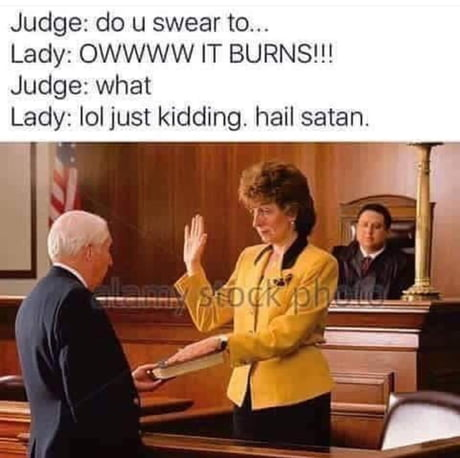 Judge: do u swear to...
Lady: OWWWW IT BURNS!!!
Judge: what
Lady: lol just kidding. hail satan.
alamy stock photo